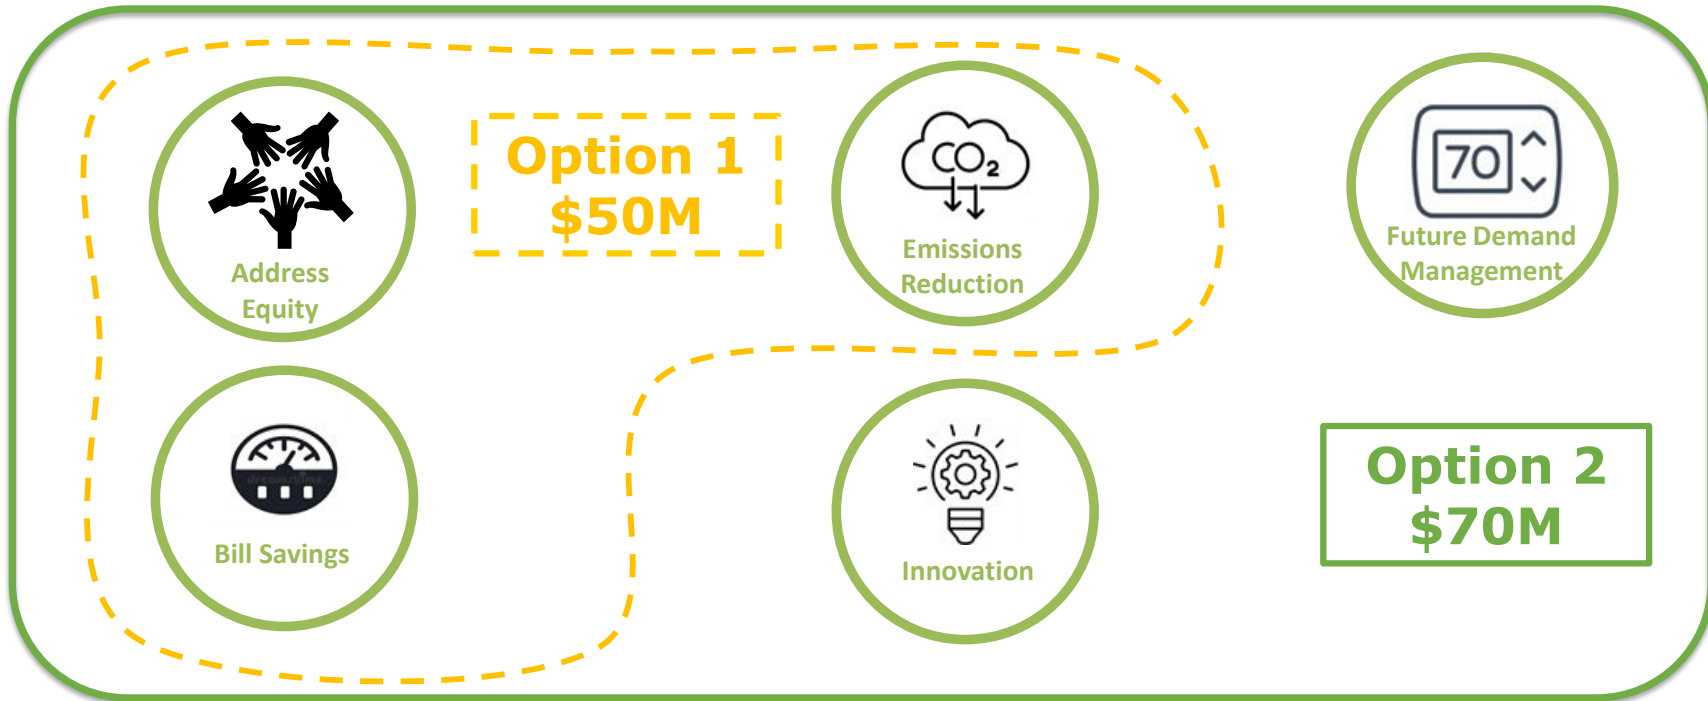 Address
Equity
Option 1
$50M
CO2
Emissions
Reduction
70
Future Demand
Management
Bill Savings
Innovation
Option 2
$70M